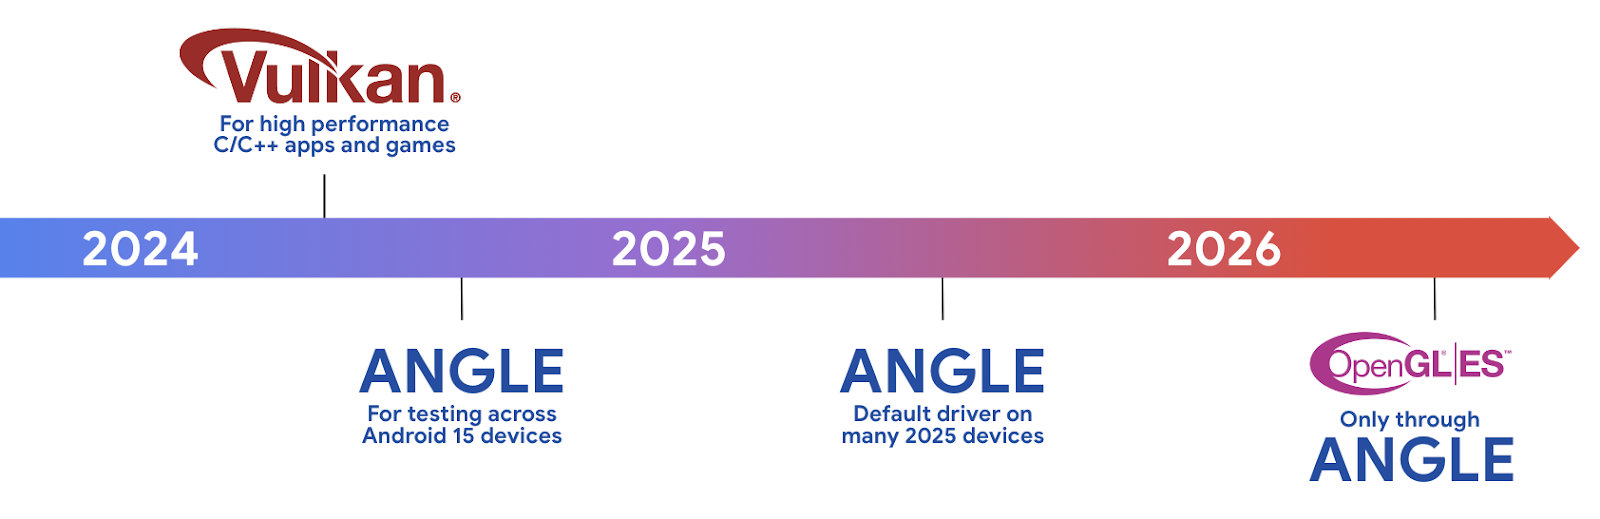 Vulkan®
For high performance
C/C++ apps and games
2024
2025
2026
ANGLE
For testing across
Android 15 devices
ANGLE
Default driver on
many 2025 devices
OpenGL®|ES™
Only through
ANGLE